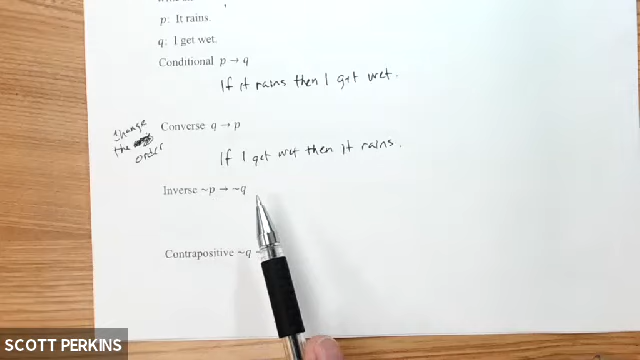 p: It rains.
q: I get wet.
Conditional p → q
If it rains then I get wet.
change
the
order
Converse q → p
If I get wet then it rains.
Inverse ~p → ~q
Contrapositive ~q
SCOTT PERKINS